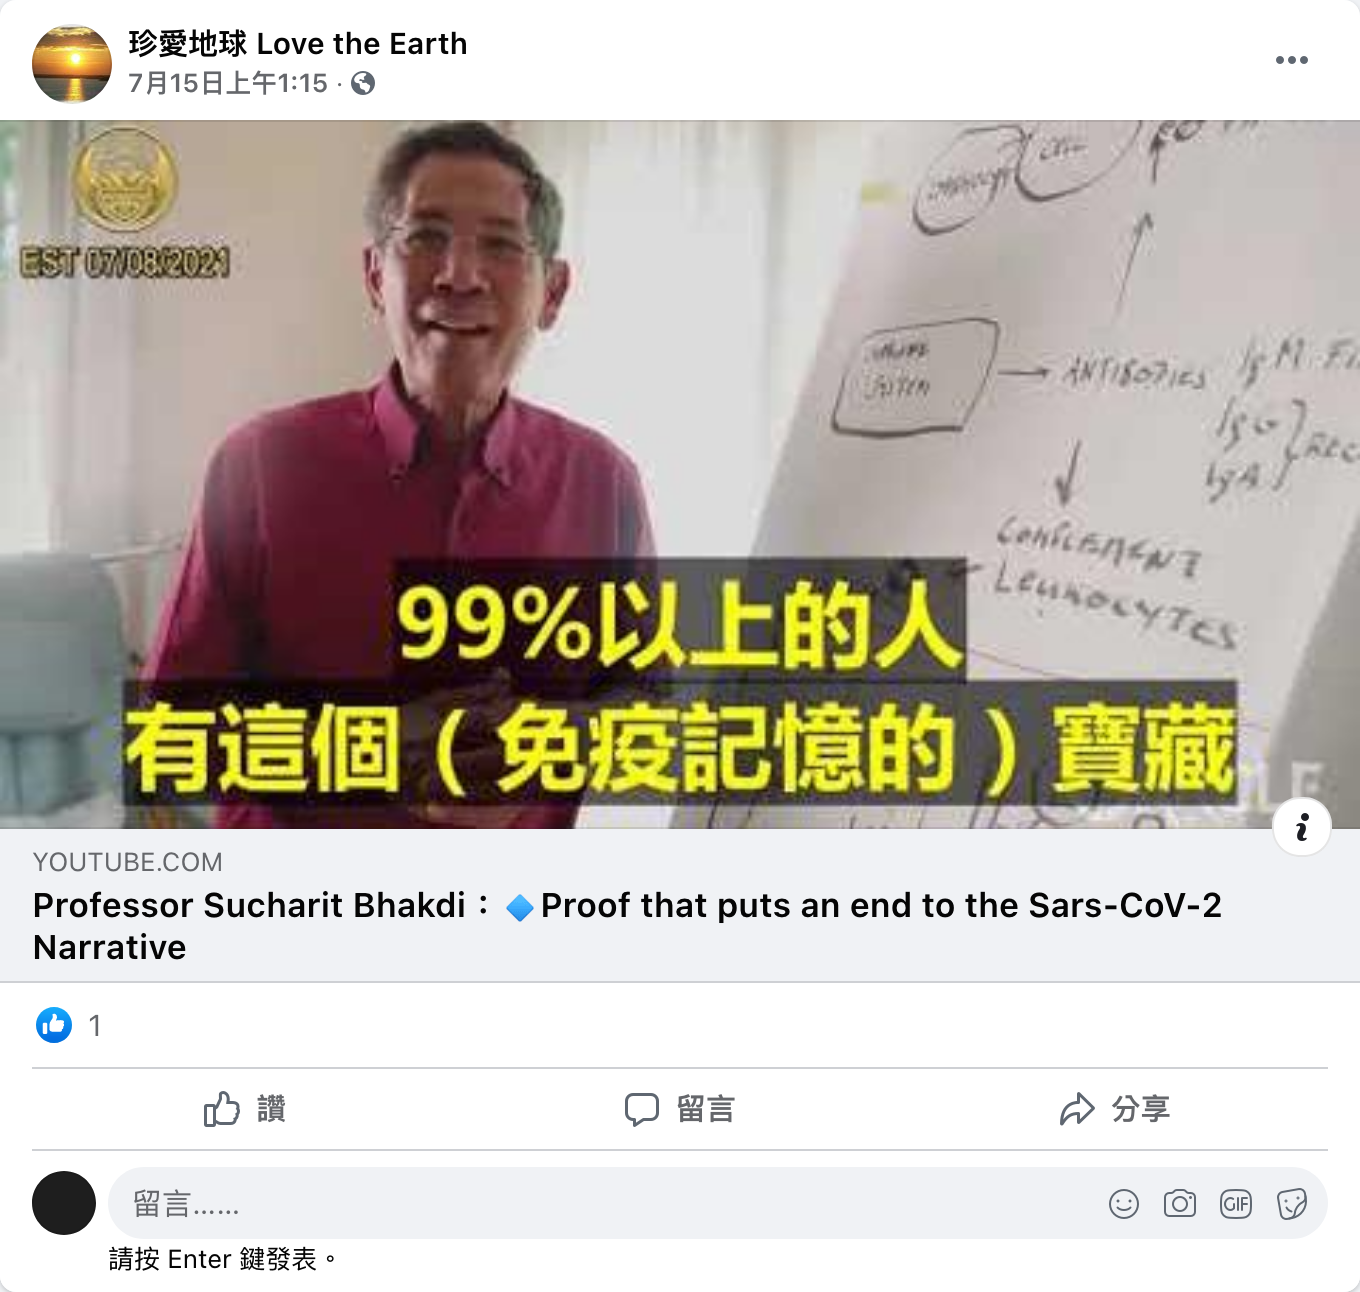 珍愛地球 Love the Earth
7月15日上午1:15 ·
EST 07/08/2021
IMMUNE
SYSTEM
ANTIBODIES
IgM
IgG
IgA
COMPLEMENT
LEUKOCYTES
99%以上的人
有這個（免疫記憶的）寶藏
YOUTUBE.COM
Professor Sucharit Bhakdi：🔷Proof that puts an end to the Sars-CoV-2
Narrative
1
讚
留言
分享
留言……
GIF
請按 Enter 鍵發表。